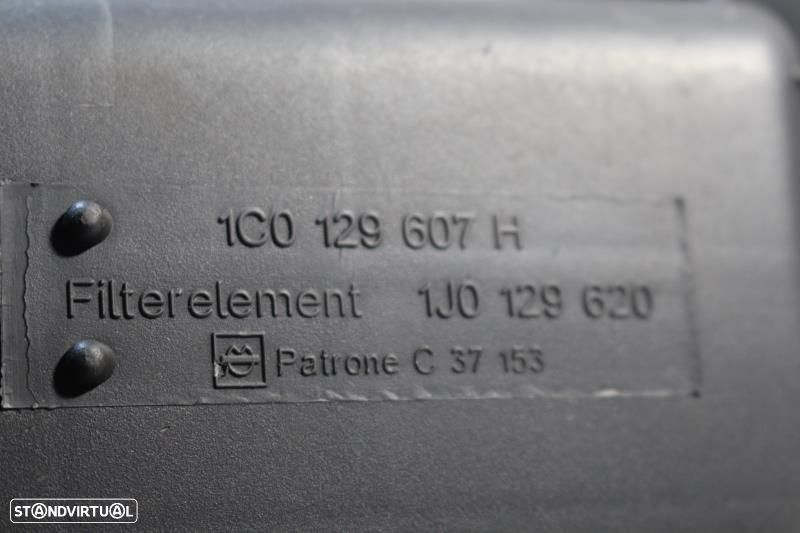 1C0 129 607 H
Filterelement 1J0 129 620
Patrone C 37 153
STANDVIRTUAL